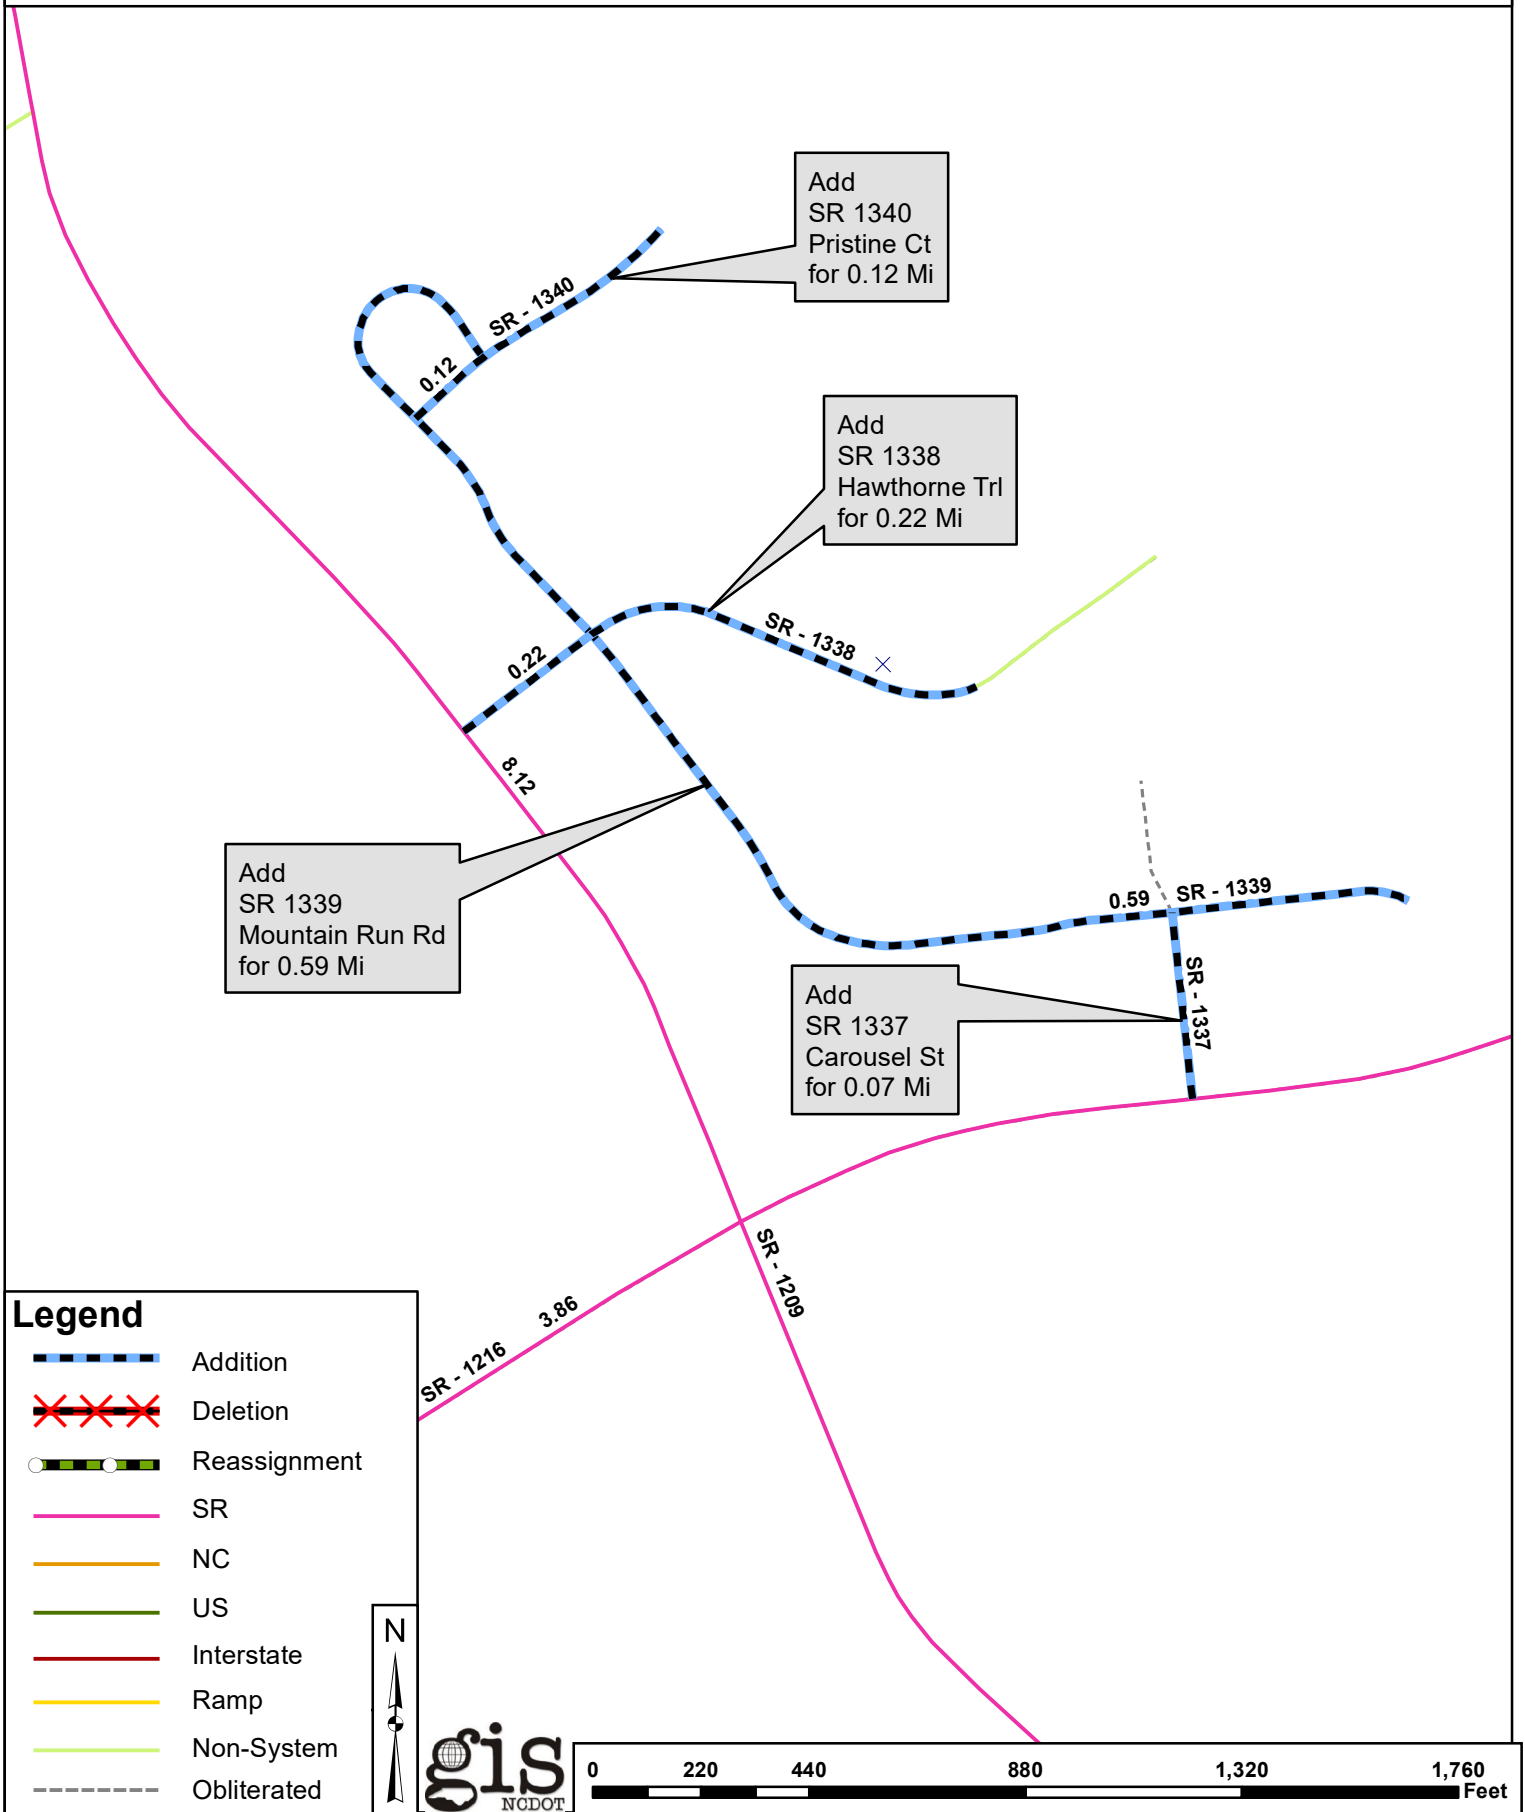 Add
SR 1340
Pristine Ct
for 0.12 Mi
SR - 1340
0.12
Add
SR 1338
Hawthorne Trl
for 0.22 Mi
SR - 1338
0.22
8.12
Add
SR 1339
Mountain Run Rd
for 0.59 Mi
0.59
SR - 1339
Add
SR 1337
Carousel St
for 0.07 Mi
SR - 1337
SR - 1209
3.86
SR - 1216
Legend
Addition
Deletion
Reassignment
SR
NC
US
Interstate
Ramp
Non-System
Obliterated
N
gis
NCDOT
0 220 440 880 1,320 1,760
Feet